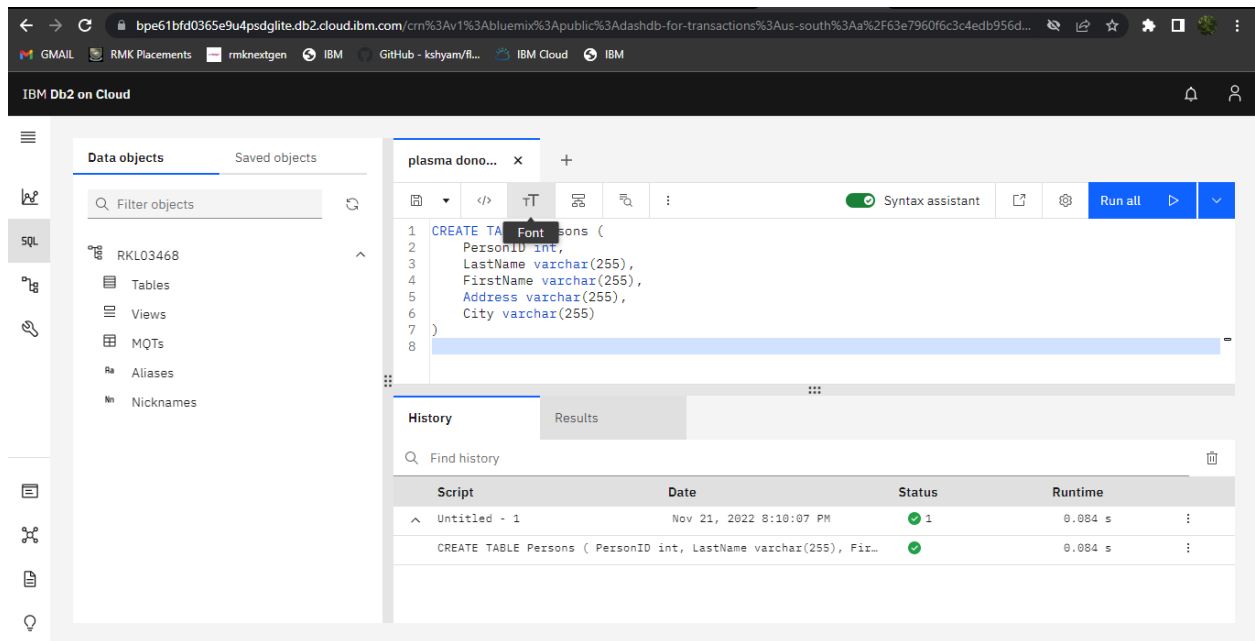 bpe61bfd0365e9u4psdglite.db2.cloud.ibm.com/crn%3Av1%3Abluemix%3Apublic%3Adashdb-for-transactions%3Aus-south%3Aa%2F63e7960f6c3c4edb956d...
GMAIL RMK Placements rmknextgen IBM GitHub - kshyam/fl... IBM Cloud IBM
IBM Db2 on Cloud
Data objects Saved objects
plasma dono... × +
Filter objects
</> TT Syntax assistant Run all
Font
SQL
RKL03468
Tables
Views
MQTs
Ra Aliases
Nn Nicknames
1 CREATE TA sons (
2 PersonID int,
3 LastName varchar(255),
4 FirstName varchar(255),
5 Address varchar(255),
6 City varchar(255)
7 )
8
History Results
Find history
Script Date Status Runtime
Untitled - 1 Nov 21, 2022 8:10:07 PM 1 0.084 s
CREATE TABLE Persons ( PersonID int, LastName varchar(255), Fir... 0.084 s